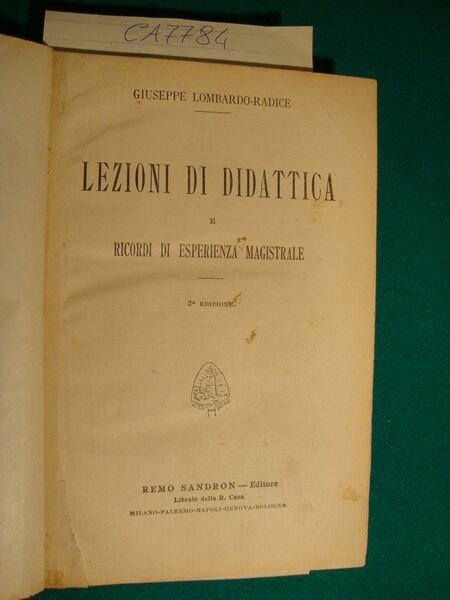 CA7784
GIUSEPPE LOMBARDO-RADICE
LEZIONI DI DIDATTICA
E
RICORDI DI ESPERIENZA MAGISTRALE
2ª EDIZIONE.
REMO SANDRON — Editore
Libraio della R. Casa
MILANO-PALERMO-NAPOLI-GENOVA-BOLOGNA